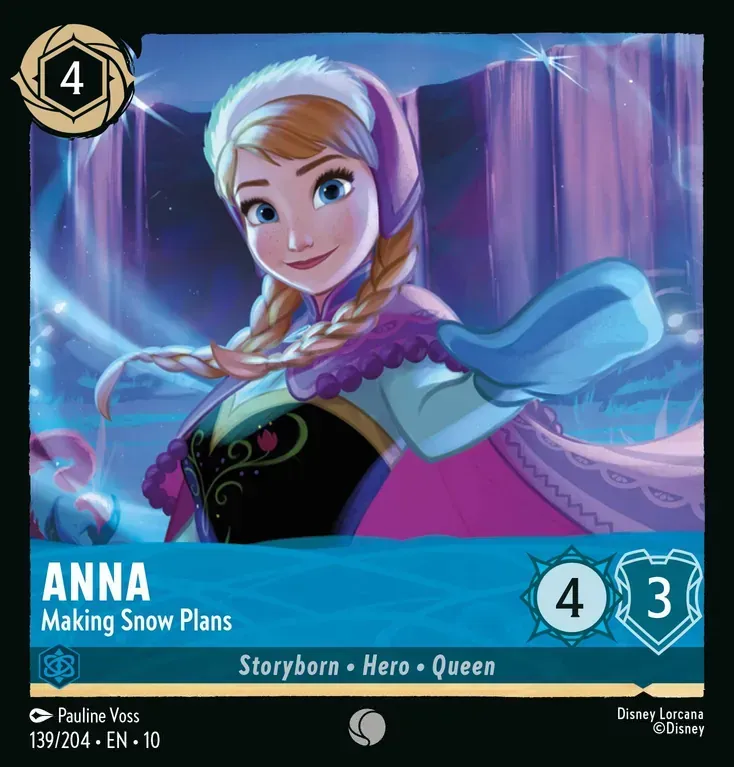 4
ANNA
Making Snow Plans
4
3
Storyborn • Hero • Queen
Pauline Voss
139/204 • EN • 10
Disney Lorcana
©Disney